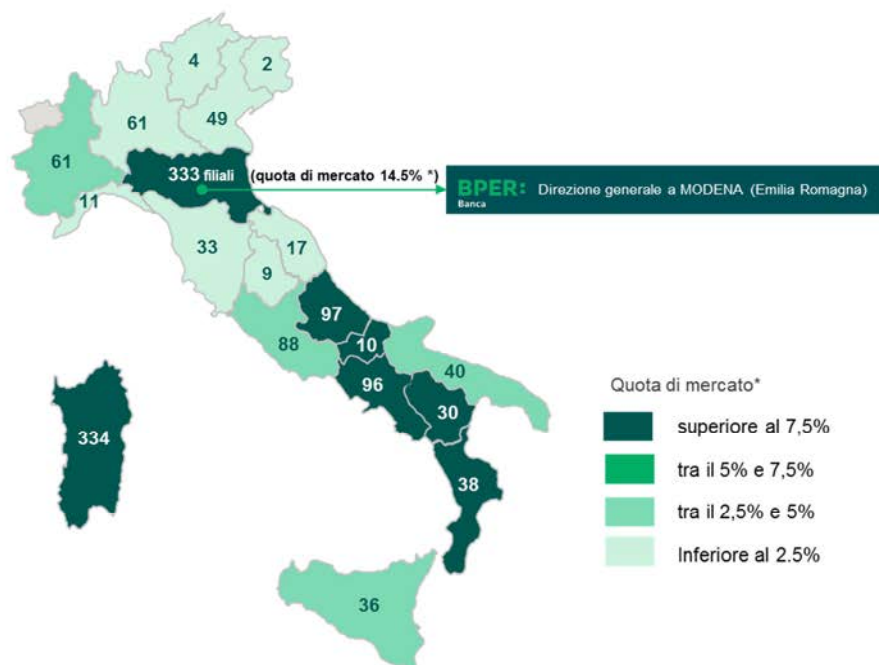 4
2
61
49
61
333 filiali
(quota di mercato 14.5% *)
BPER:
Banca
Direzione generale a MODENA (Emilia Romagna)
11
33
17
9
97
88
10
40
96
30
334
38
36
Quota di mercato*
superiore al 7,5%
tra il 5% e 7,5%
tra il 2,5% e 5%
Inferiore al 2.5%